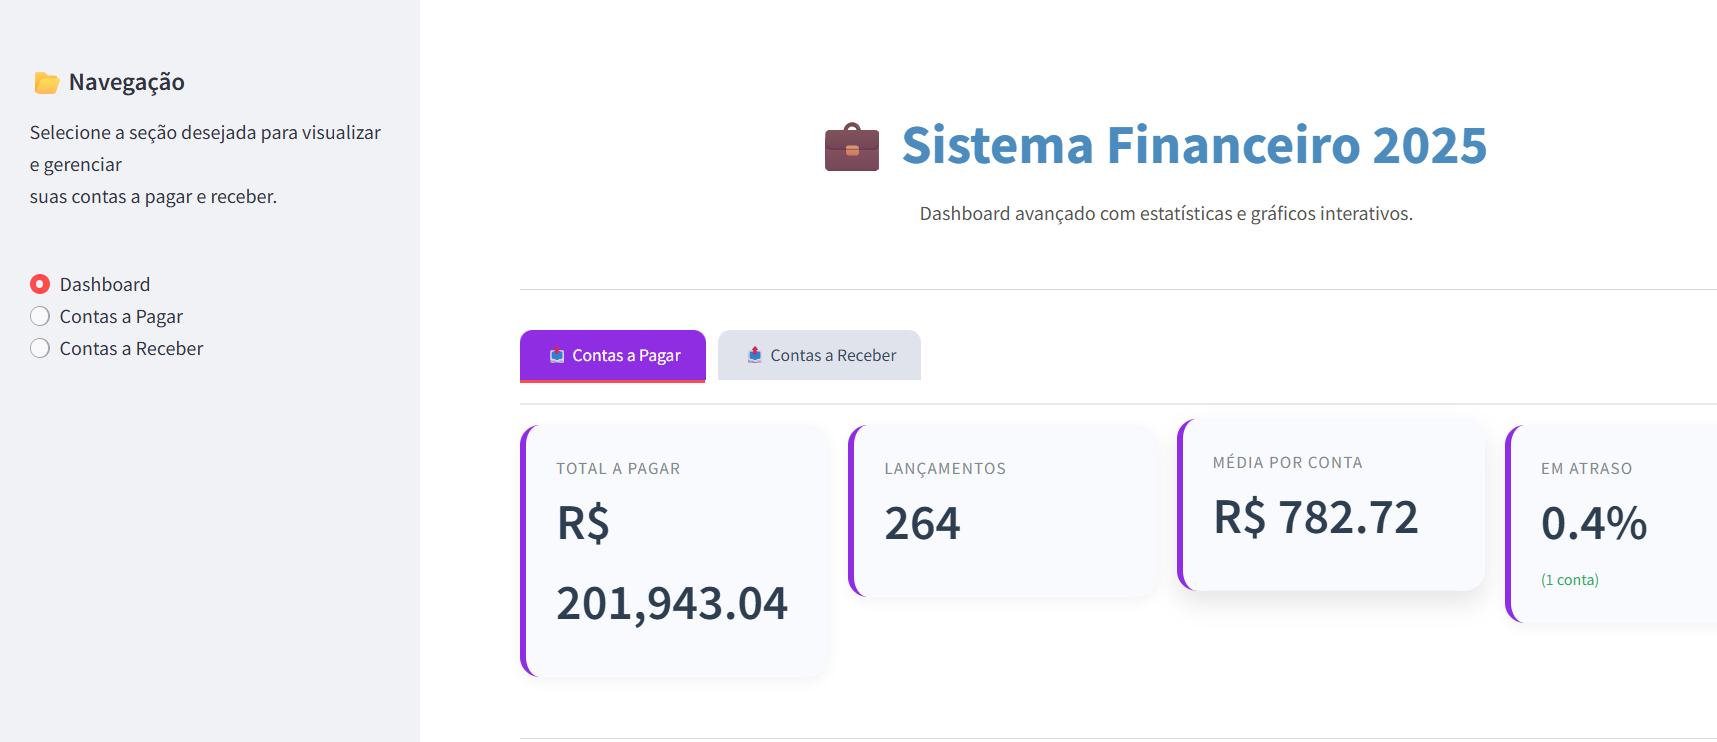 Navegação
Selecione a seção desejada para visualizar
e gerenciar
suas contas a pagar e receber.
Dashboard
Contas a Pagar
Contas a Receber
Sistema Financeiro 2025
Dashboard avançado com estatísticas e gráficos interativos.
Contas a Pagar
Contas a Receber
TOTAL A PAGAR
R$
201,943.04
LANÇAMENTOS
264
MÉDIA POR CONTA
R$ 782.72
EM ATRASO
0.4%
(1 conta)